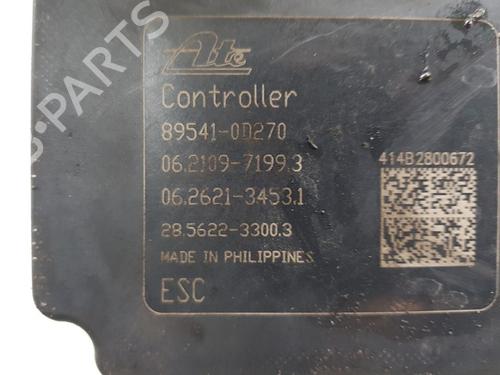 Ate
Controller
89541-0D270
06.2109-7199.3
414B2800672
06.2621-3453.1
28.5622-3300.3
MADE IN PHILIPPINES
ESC
B-Parts